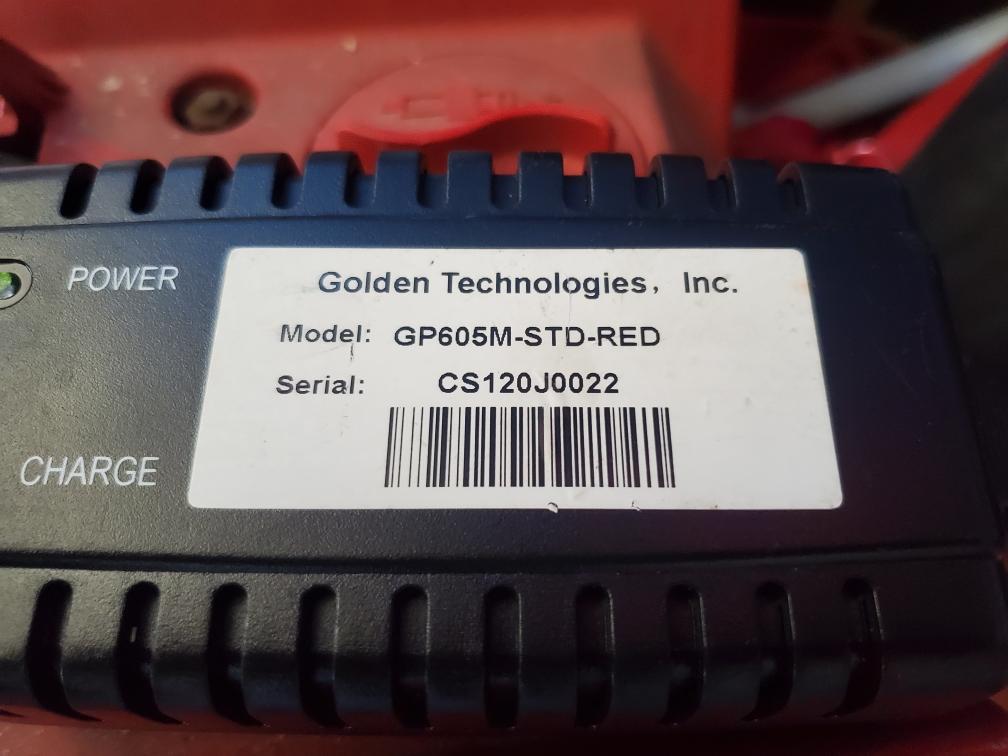 POWER
Golden Technologies, Inc.
Model: GP605M-STD-RED
Serial: CS120J0022
CHARGE